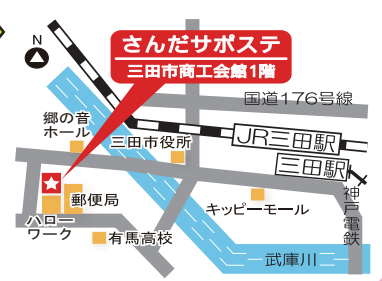 さんだサポステ
三田市商工会館1階
N
国道176号線
郷の音
ホール
三田市役所
JR三田駅
三田駅
神戸電鉄
郵便局
キッピーモール
ハロー
ワーク
有馬高校
武庫川